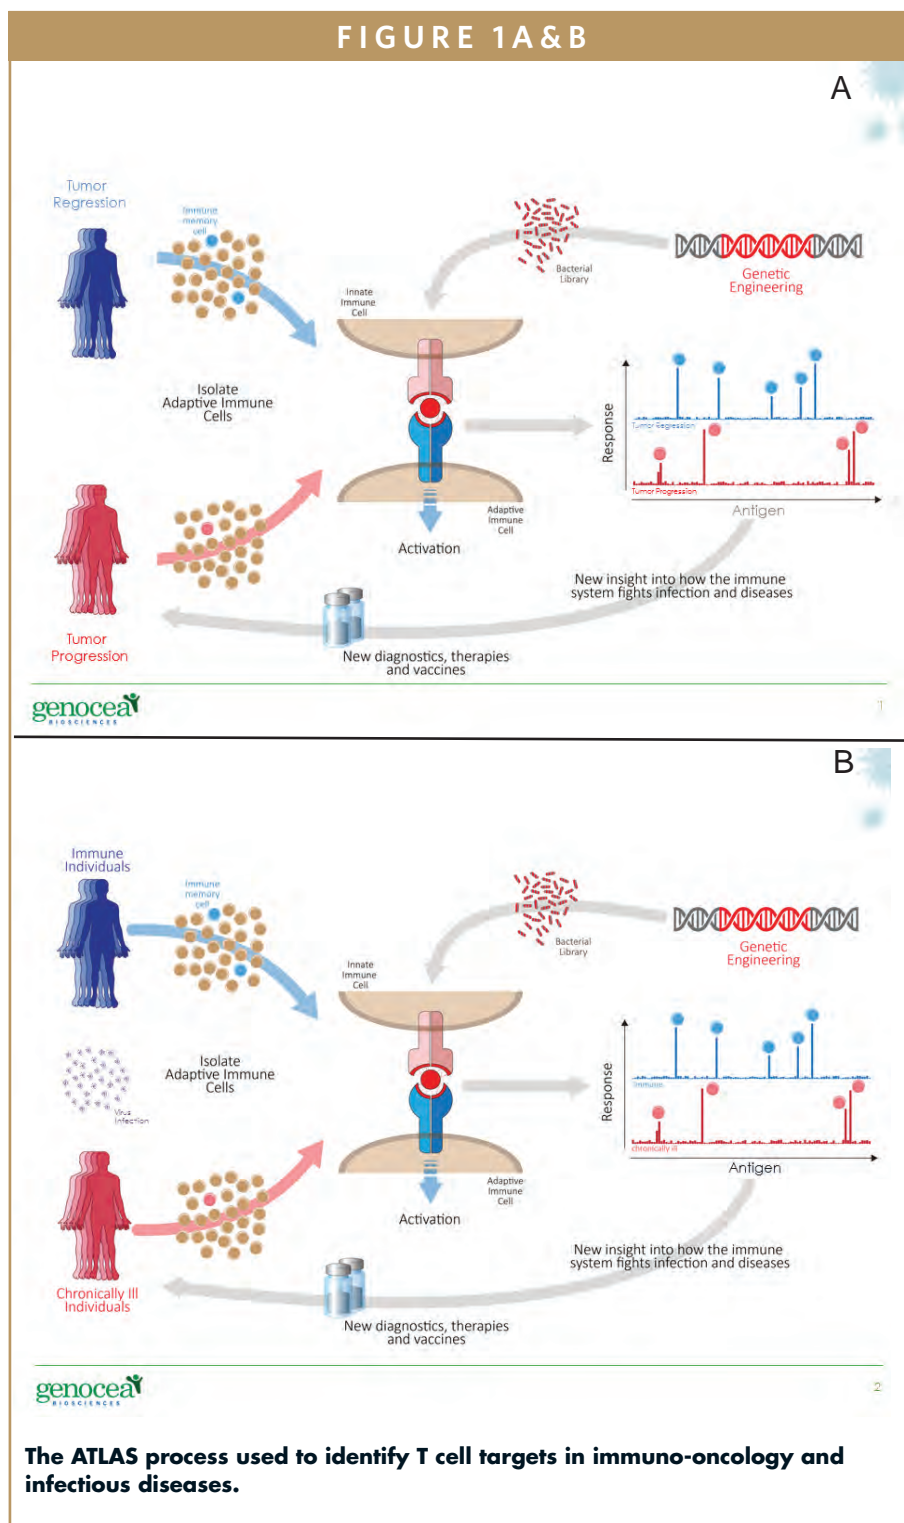 FIGURE 1A&B
A
Tumor
Regression
Immune
memory
cell
Bacterial
Library
Genetic
Engineering
Innate
Immune
Cell
Isolate
Adaptive Immune
Cells
Response
Tumor Regression
Tumor Progression
Antigen
Adaptive
Immune
Cell
Activation
New insight into how the immune
system fights infection and diseases
Tumor
Progression
New diagnostics, therapies
and vaccines
genocea
BIOSCIENCES
1
B
Immune
Individuals
Immune
memory
cell
Bacterial
Library
Genetic
Engineering
Innate
Immune
Cell
Isolate
Adaptive Immune
Cells
Virus
Infection
Response
Immune
chronically ill
Antigen
Adaptive
Immune
Cell
Activation
New insight into how the immune
system fights infection and diseases
Chronically Ill
Individuals
New diagnostics, therapies
and vaccines
genocea
BIOSCIENCES
2
The ATLAS process used to identify T cell targets in immuno-oncology and
infectious diseases.